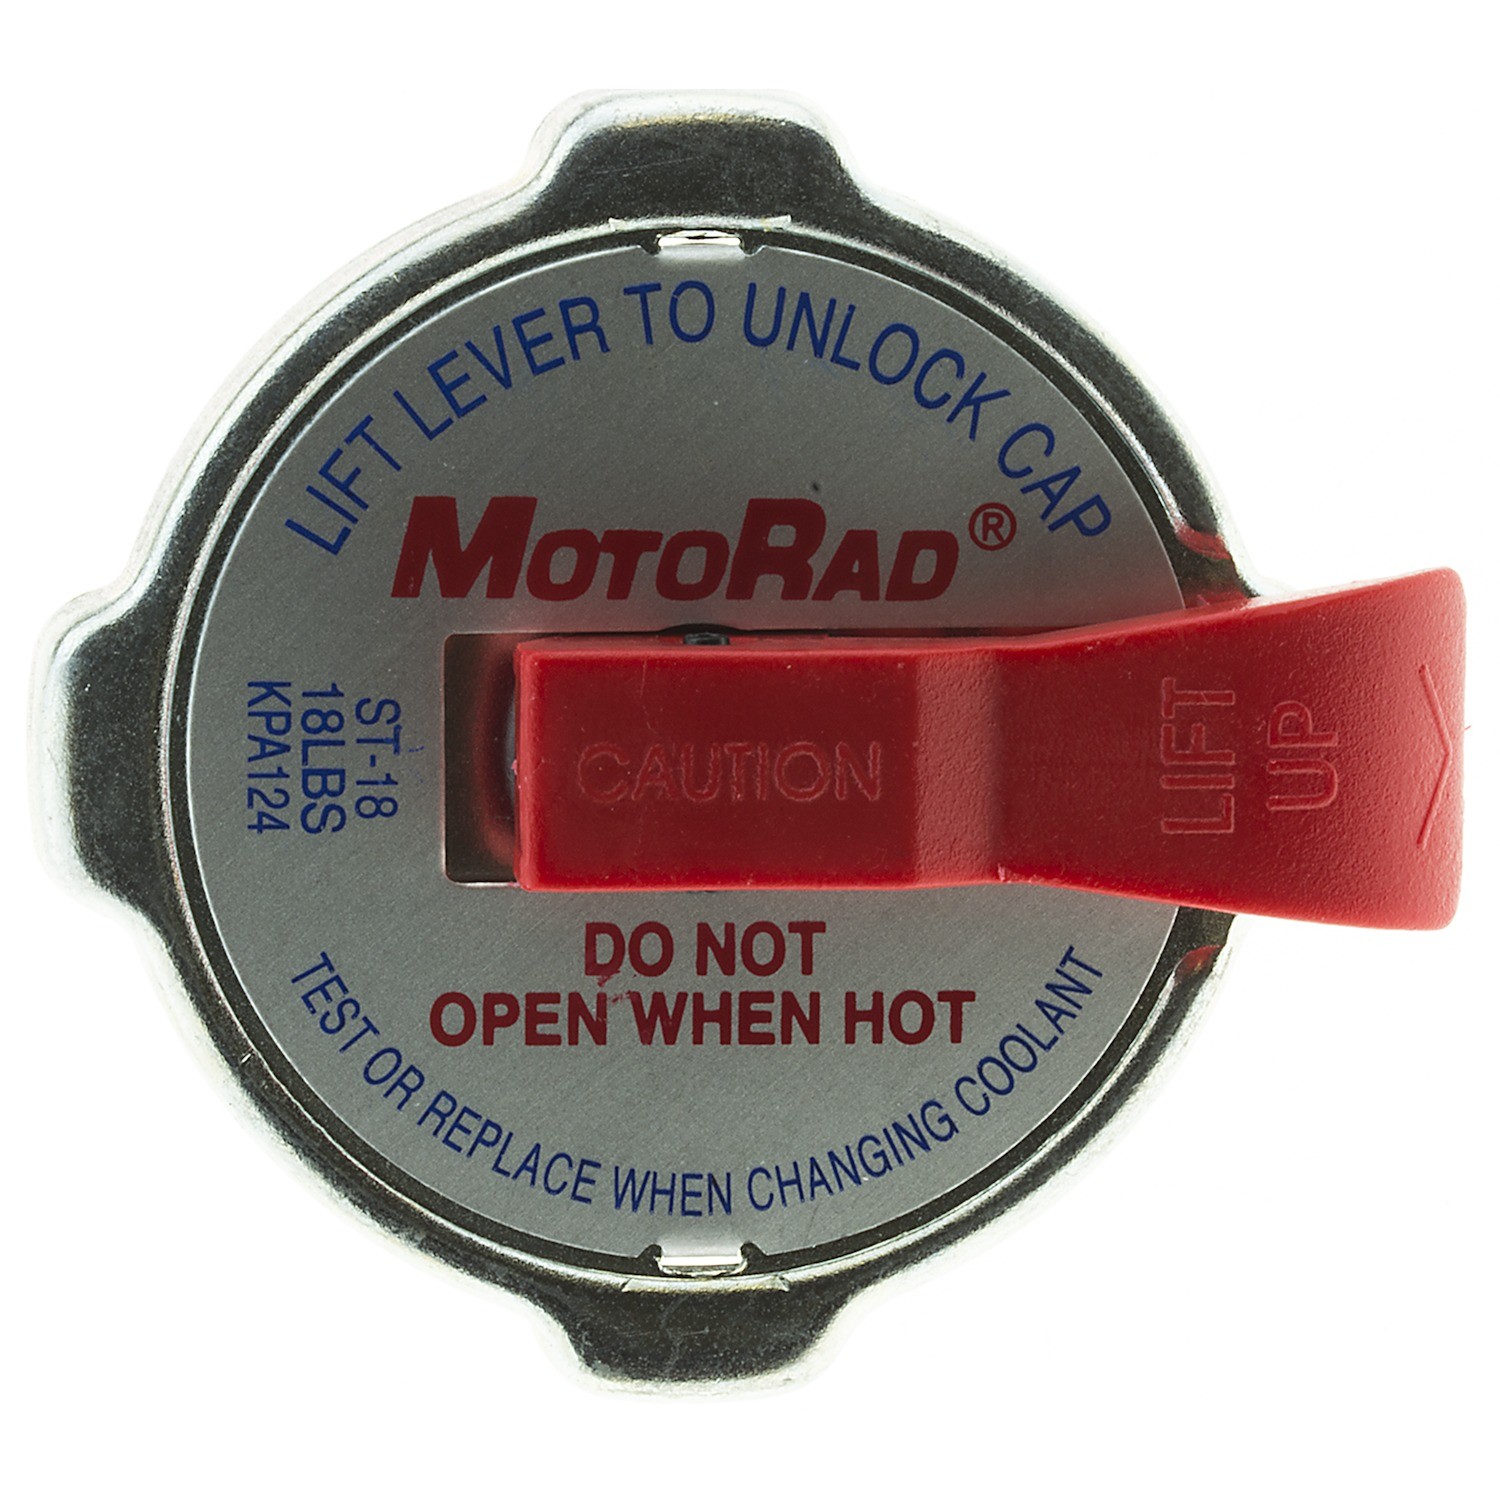 LIFT LEVER TO UNLOCK CAP
MOTORAD®
ST-18
18LBS
KPA124
CAUTION
LIFT
UP
DO NOT
OPEN WHEN HOT
TEST OR REPLACE WHEN CHANGING COOLANT